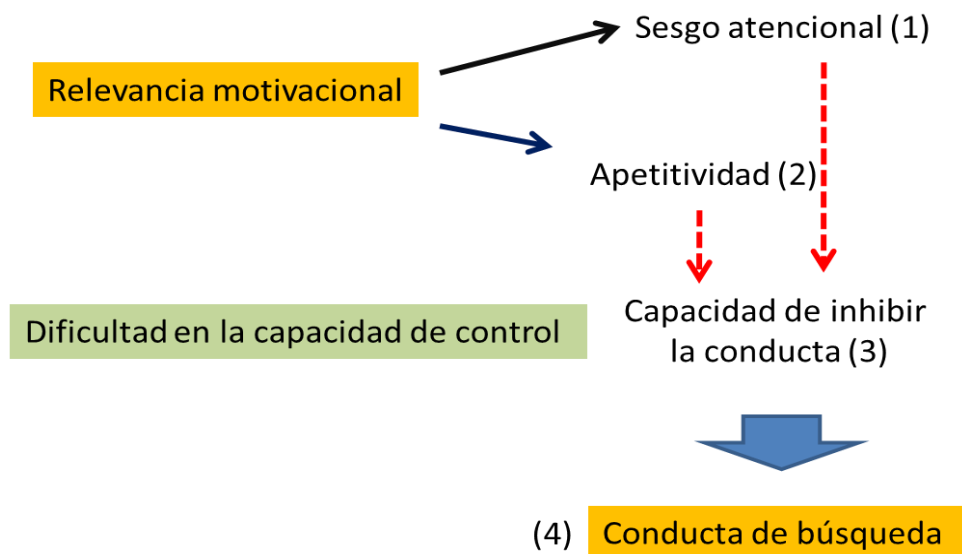 Sesgo atencional (1)
Relevancia motivacional
Apetitividad (2)
Dificultad en la capacidad de control
Capacidad de inhibir
la conducta (3)
(4) Conducta de búsqueda